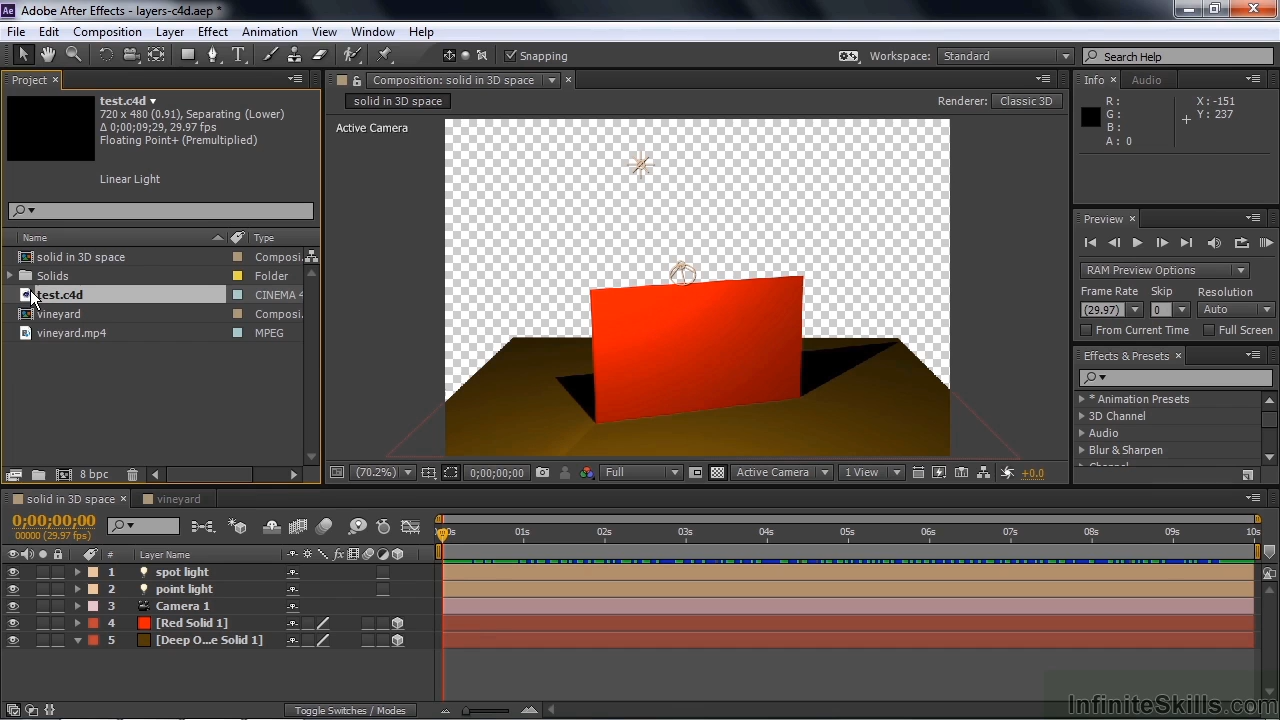 Adobe After Effects - layers-c4d.aep *
File Edit Composition Layer Effect Animation View Window Help
Snapping
Workspace: Standard
Search Help
Project
test.c4d
720 x 480 (0.91), Separating (Lower)
Δ 0;00;09;29, 29.97 fps
Floating Point+ (Premultiplied)
Linear Light
Name Type
solid in 3D space Composi
Solids Folder
test.c4d CINEMA 4
vineyard Composi
vineyard.mp4 MPEG
8 bpc
Composition: solid in 3D space
solid in 3D space
Renderer: Classic 3D
Active Camera
(70.2%) 0;00;00;00 Full Active Camera 1 View +0.0
Info Audio
R : X : -151
G : Y : 237
B :
A : 0
Preview
RAM Preview Options
Frame Rate Skip Resolution
(29.97) 0 Auto
From Current Time Full Screen
Effects & Presets
* Animation Presets
3D Channel
Audio
Blur & Sharpen
solid in 3D space vineyard
0;00;00;00
00000 (29.97 fps)
# Layer Name
1 spot light
2 point light
3 Camera 1
4 [Red Solid 1]
5 [Deep O...e Solid 1]
02s 03s 04s 05s 06s 07s 08s 09s 10s
01s
Toggle Switches / Modes
InfiniteSkills.com